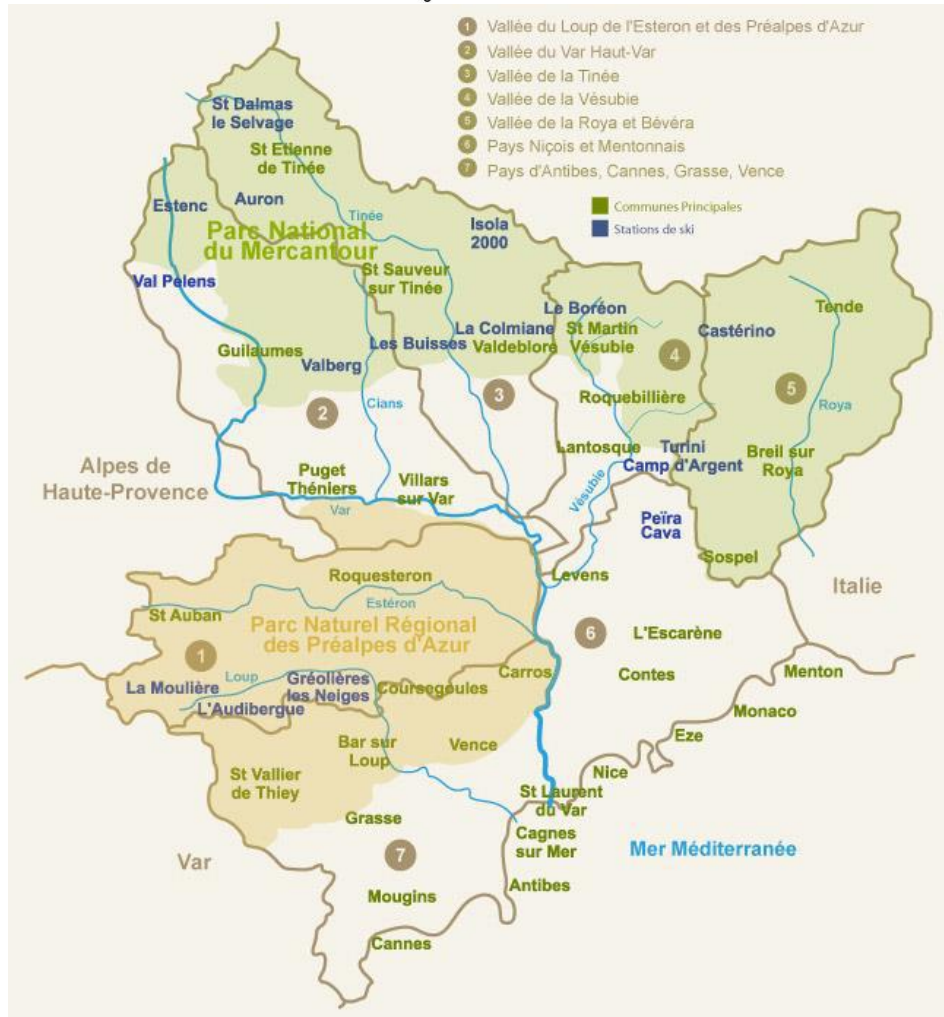 1 Vallée du Loup de l'Esteron et des Préalpes d'Azur
2 Vallée du Var Haut-Var
3 Vallée de la Tinée
4 Vallée de la Vésubie
5 Vallée de la Roya et Bévéra
6 Pays Niçois et Mentonnais
7 Pays d'Antibes, Cannes, Grasse, Vence
Communes Principales
Stations de ski
St Dalmas
le Selvage
St Etienne
de Tinée
Estenc
Auron
Tinée
Isola
2000
Parc National
du Mercantour
Val Pelens
St Sauveur
sur Tinée
Le Boréon
Tende
La Colmiane
St Martin
Vésubie
Castérino
Guilaumes
Les Buisses
Valdeblore
4
Valberg
5
2
Cians
3
Roquebillière
Roya
Lantosque
Turini
Camp d'Argent
Breil sur
Roya
Alpes de
Haute-Provence
Puget
Théniers
Villars
sur Var
Vésubie
Var
Peïra
Cava
Sospel
Roquesteron
Levens
Italie
Estéron
St Auban
Parc Naturel Régional
des Préalpes d'Azur
6
L'Escarène
1
Loup
Carros
Contes
Menton
La Moulière
Gréolières
les Neiges
Coursegoules
L'Audibergue
Monaco
Bar sur
Loup
Vence
Eze
St Vallier
de Thiey
Nice
St Laurent
du Var
Grasse
Cagnes
sur Mer
Mer Méditerranée
Var
7
Antibes
Mougins
Cannes